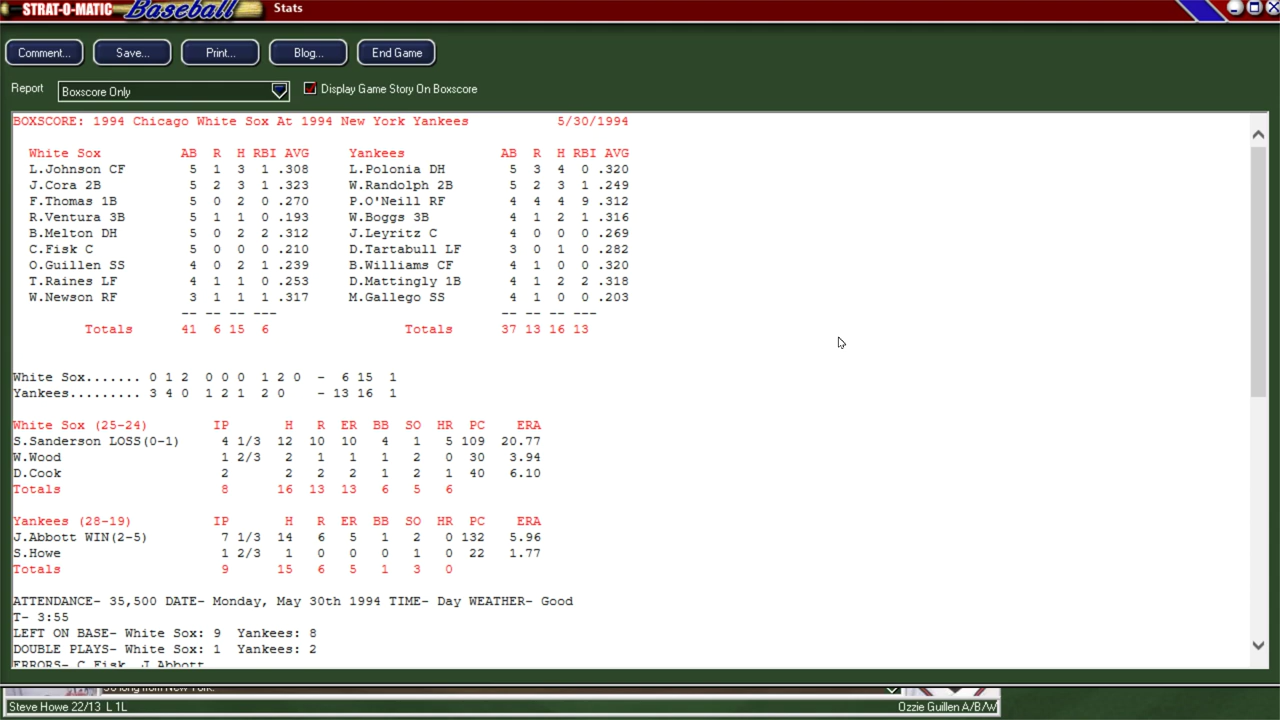 STRAT-O-MATIC Baseball Stats
Comment... Save... Print... Blog... End Game
Report Boxscore Only Display Game Story On Boxscore
BOXSCORE: 1994 Chicago White Sox At 1994 New York Yankees 5/30/1994
White Sox AB R H RBI AVG Yankees AB R H RBI AVG
L.Johnson CF 5 1 3 1 .308 L.Polonia DH 5 3 4 0 .320
J.Cora 2B 5 2 3 1 .323 W.Randolph 2B 5 2 3 1 .249
F.Thomas 1B 5 0 2 0 .270 P.O'Neill RF 4 4 4 9 .312
R.Ventura 3B 5 1 1 0 .193 W.Boggs 3B 4 1 2 1 .316
B.Melton DH 5 0 2 2 .312 J.Leyritz C 4 0 0 0 .269
C.Fisk C 5 0 0 0 .210 D.Tartabull LF 3 0 1 0 .282
O.Guillen SS 4 0 2 1 .239 B.Williams CF 4 1 0 0 .320
T.Raines LF 4 1 1 0 .253 D.Mattingly 1B 4 1 2 2 .318
W.Newson RF 3 1 1 1 .317 M.Gallego SS 4 1 0 0 .203
-- -- -- --- -- -- -- ---
Totals 41 6 15 6 Totals 37 13 16 13
White Sox....... 0 1 2 0 0 0 1 2 0 - 6 15 1
Yankees......... 3 4 0 1 2 1 2 0 - 13 16 1
White Sox (25-24) IP H R ER BB SO HR PC ERA
S.Sanderson LOSS(0-1) 4 1/3 12 10 10 4 1 5 109 20.77
W.Wood 1 2/3 2 1 1 1 2 0 30 3.94
D.Cook 2 2 2 2 1 2 1 40 6.10
Totals 8 16 13 13 6 5 6
Yankees (28-19) IP H R ER BB SO HR PC ERA
J.Abbott WIN(2-5) 7 1/3 14 6 5 1 2 0 132 5.96
S.Howe 1 2/3 1 0 0 0 1 0 22 1.77
Totals 9 15 6 5 1 3 0
ATTENDANCE- 35,500 DATE- Monday, May 30th 1994 TIME- Day WEATHER- Good
T- 3:55
LEFT ON BASE- White Sox: 9 Yankees: 8
DOUBLE PLAYS- White Sox: 1 Yankees: 2
ERRORS- C.Fisk, J.Abbott
So long from New York.
Steve Howe 22/13 L 1L Ozzie Guillen A/B/W